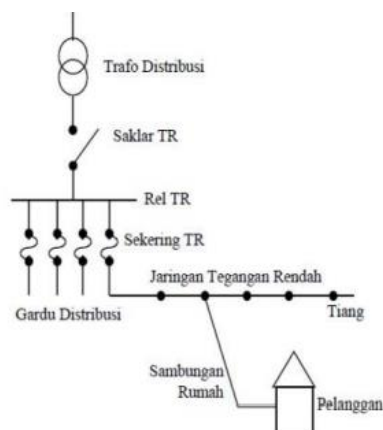 Trafo Distribusi
Saklar TR
Rel TR
Sekering TR
Jaringan Tegangan Rendah
Gardu Distribusi
Tiang
Sambungan
Rumah
Pelanggan